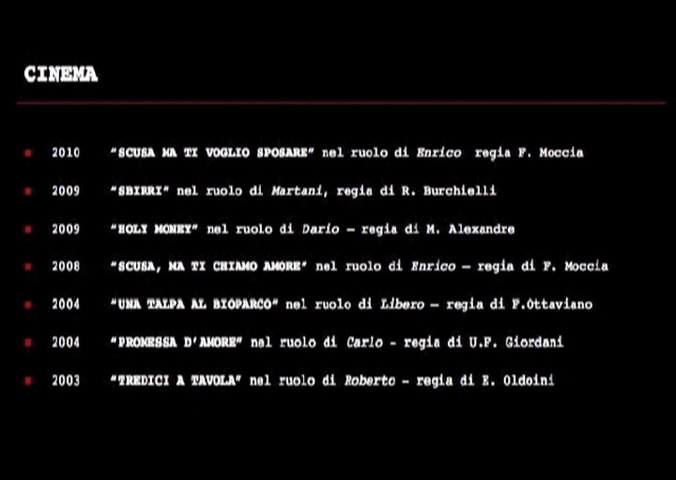 CINEMA
2010 "SCUSA MA TI VOGLIO SPOSARE" nel ruolo di Enrico regia F. Moccia
2009 "SBIRRI" nel ruolo di Martani, regia di R. Burchielli
2009 "HOLY MONEY" nel ruolo di Dario – regia di M. Alexandre
2008 "SCUSA, MA TI CHIAMO AMORE" nel ruolo di Enrico – regia di F. Moccia
2004 "UNA TALPA AL BIOPARCO" nel ruolo di Libero – regia di F.Ottaviano
2004 "PROMESSA D'AMORE" nel ruolo di Carlo - regia di U.F. Giordani
2003 "TREDICI A TAVOLA" nel ruolo di Roberto – regia di E. Oldoini